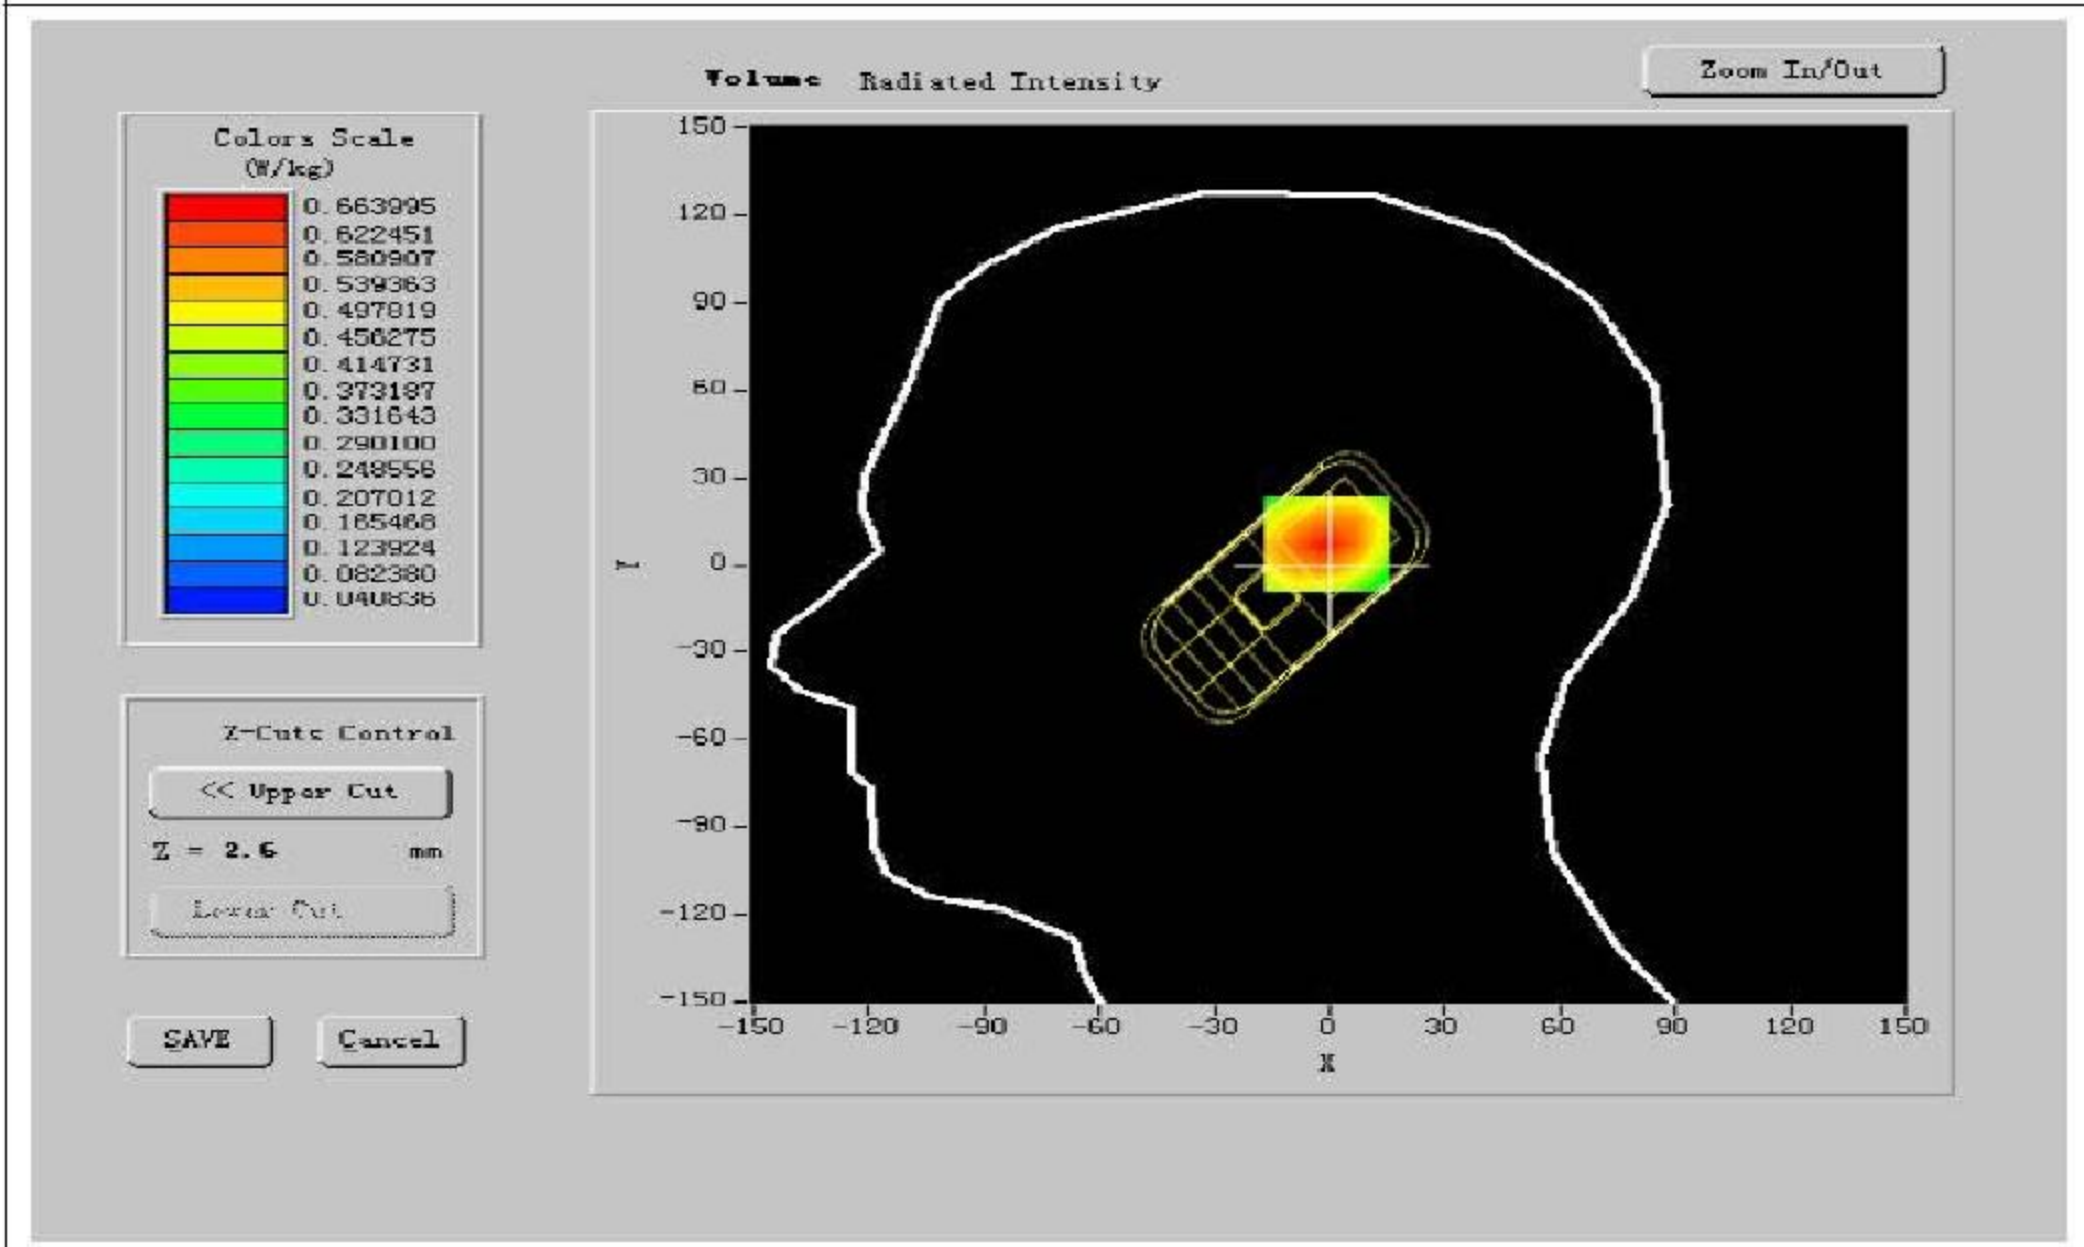 Volume Radiated Intensity
Zoom In/Out
Colors Scale
(W/kg)
0.663995
0.622451
0.580907
0.539363
0.497819
0.456275
0.414731
0.373187
0.331643
0.290100
0.248556
0.207012
0.165468
0.123924
0.082380
0.040836
Z-Cuts Control
<< Upper Cut
Z = mm
Lower Cut
SAVE
Cancel
150
120
90
60
30
0
-30
-60
-90
-120
-150
Y
-150 -120 -90 -60 -30 0 30 60 90 120 150
X